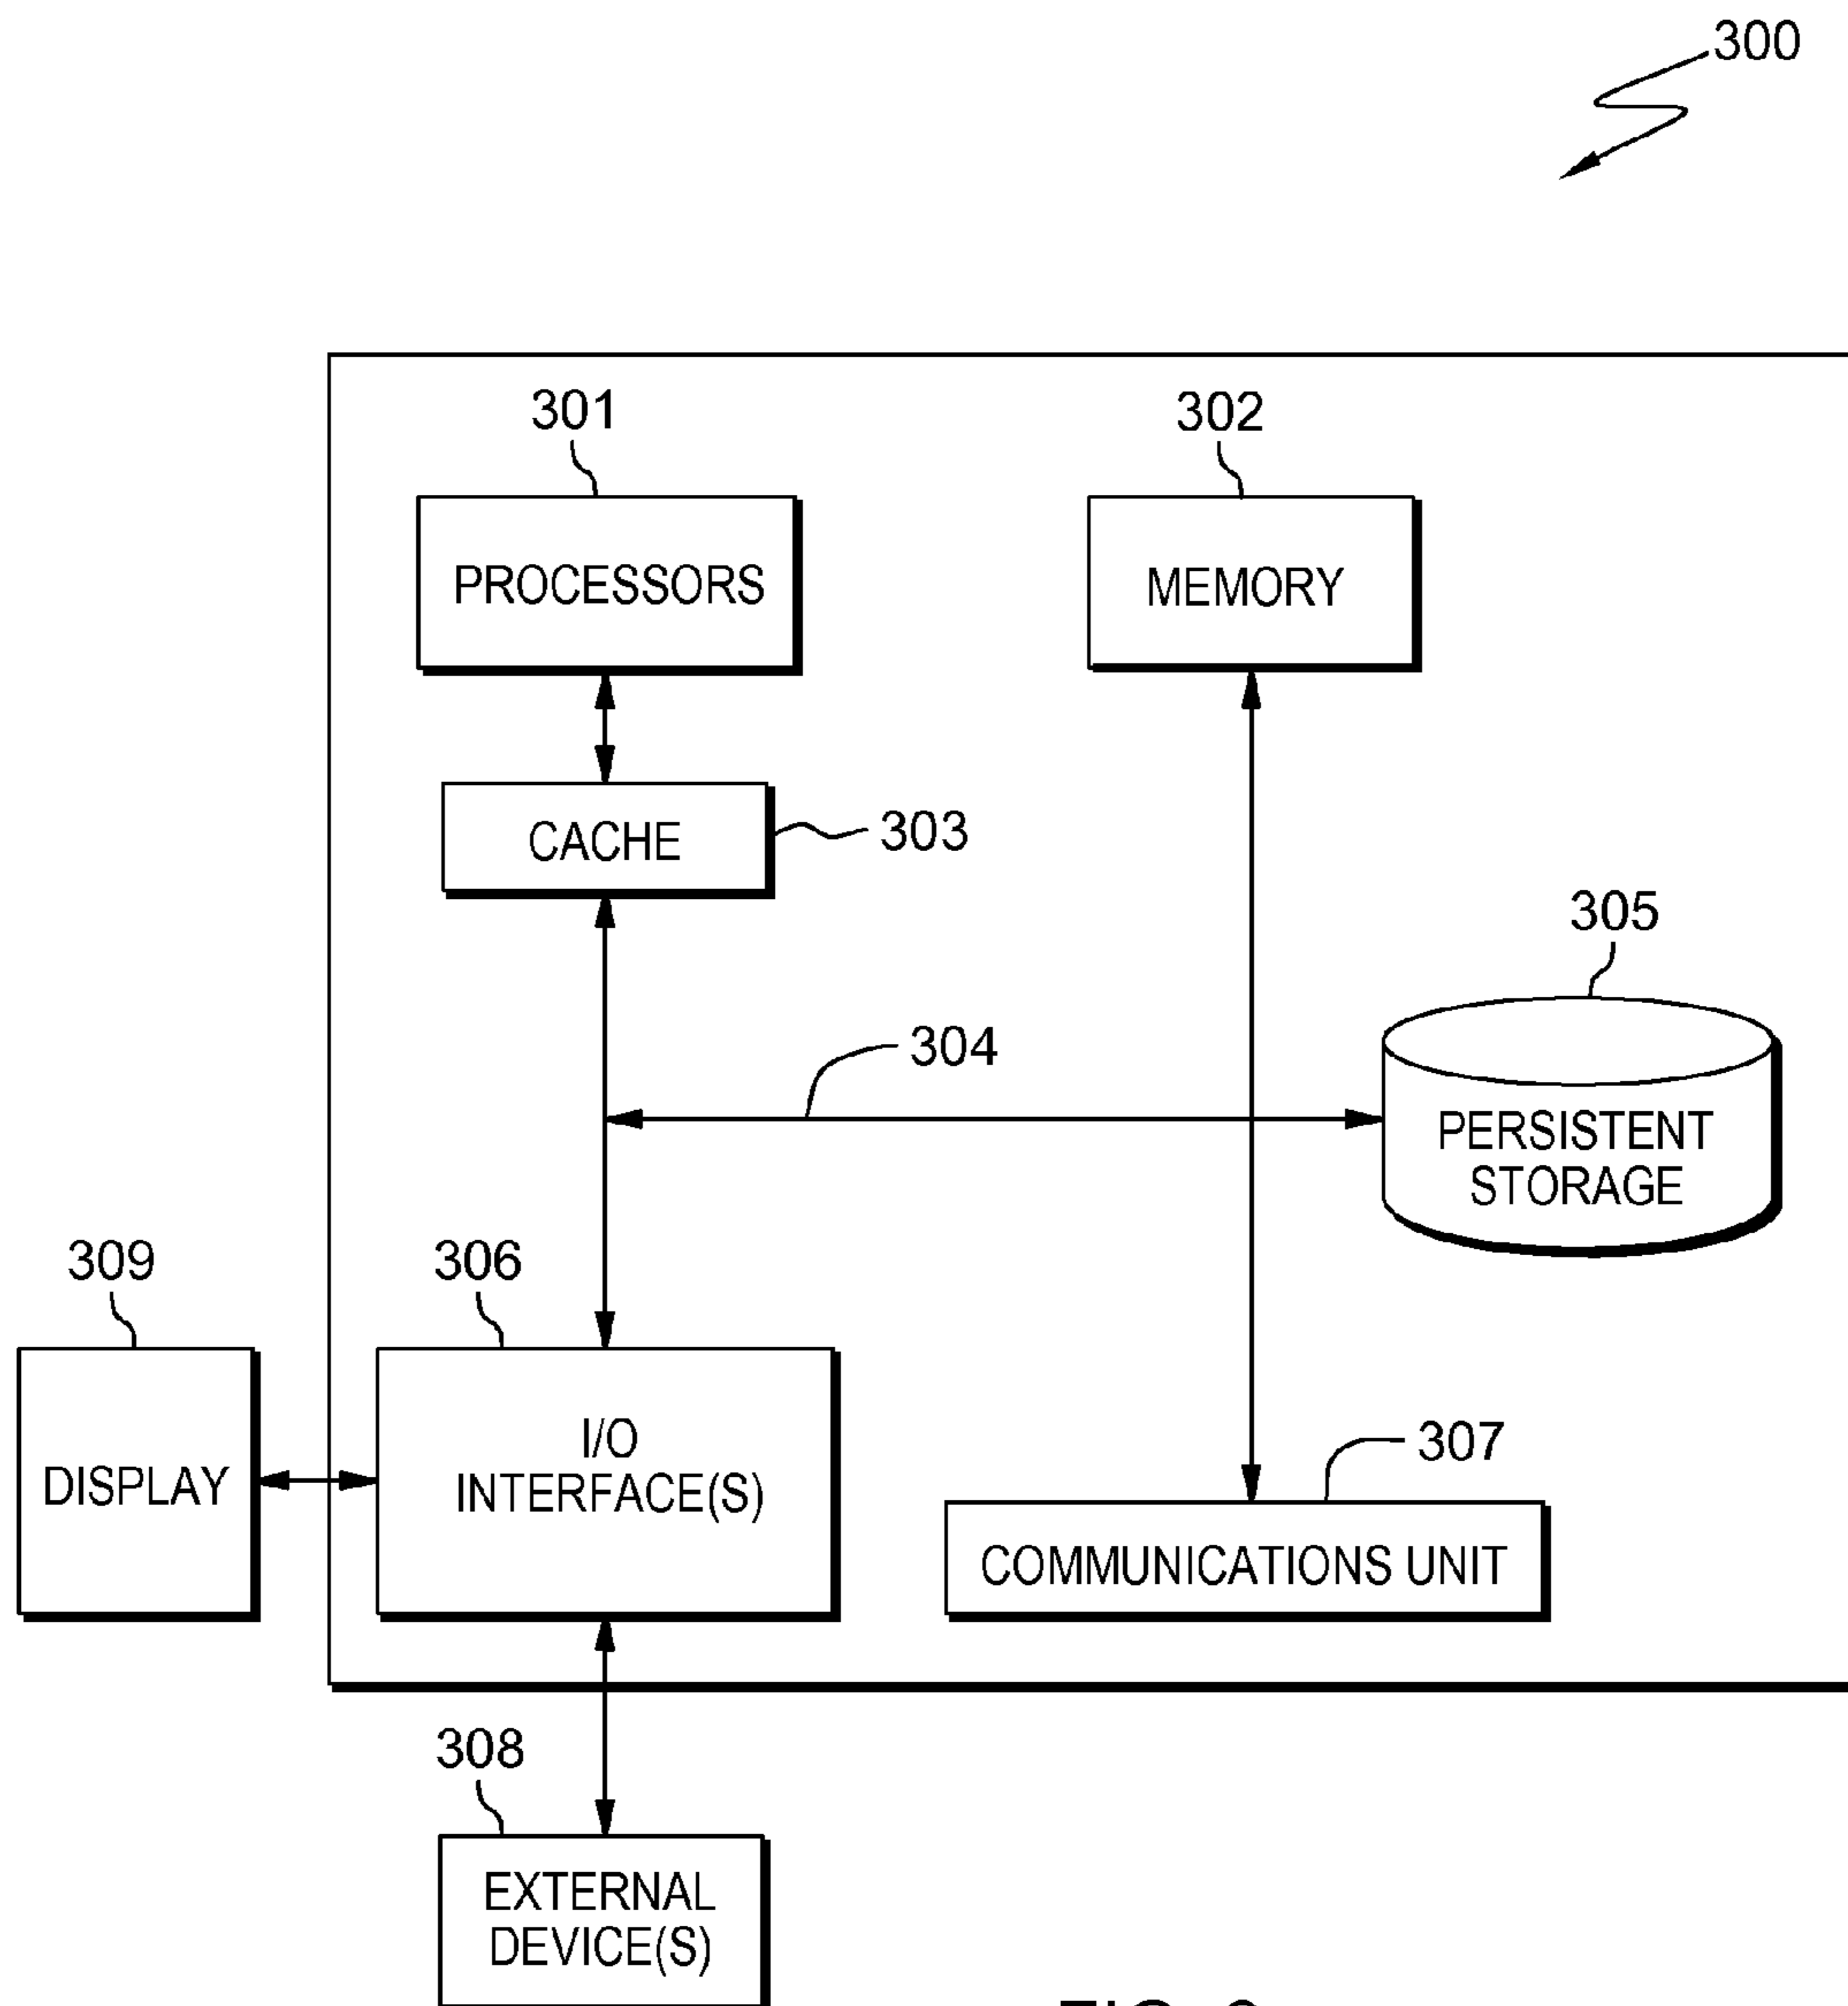 300
301
302
PROCESSORS
MEMORY
CACHE
303
305
304
PERSISTENT
STORAGE
309
306
I/O
INTERFACE(S)
DISPLAY
307
COMMUNICATIONS UNIT
308
EXTERNAL
DEVICE(S)
FIG.